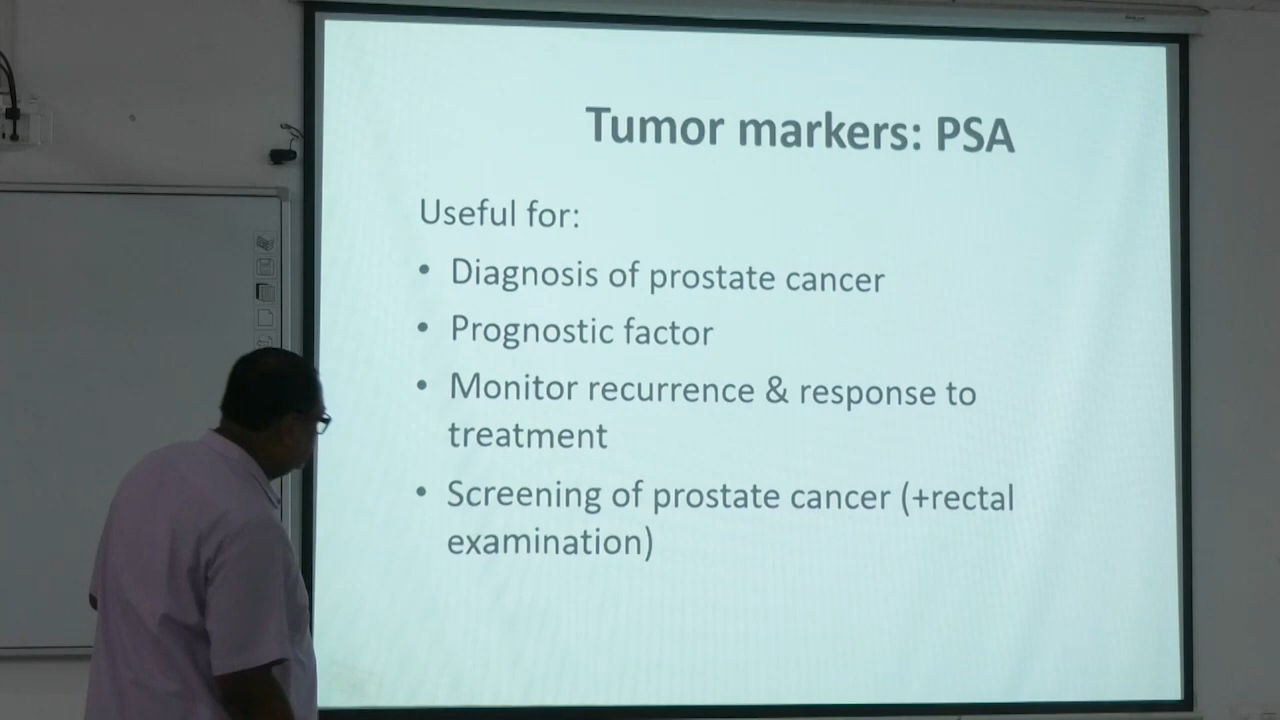 Tumor markers: PSA
Useful for:
• Diagnosis of prostate cancer
• Prognostic factor
• Monitor recurrence & response to
treatment
• Screening of prostate cancer (+rectal
examination)